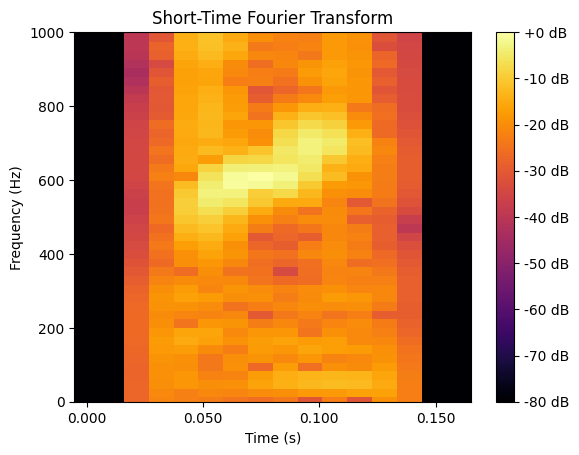 Short-Time Fourier Transform
1000
800
600
400
200
0
Frequency (Hz)
0.000
0.050
0.100
0.150
Time (s)
+0 dB
-10 dB
-20 dB
-30 dB
-40 dB
-50 dB
-60 dB
-70 dB
-80 dB